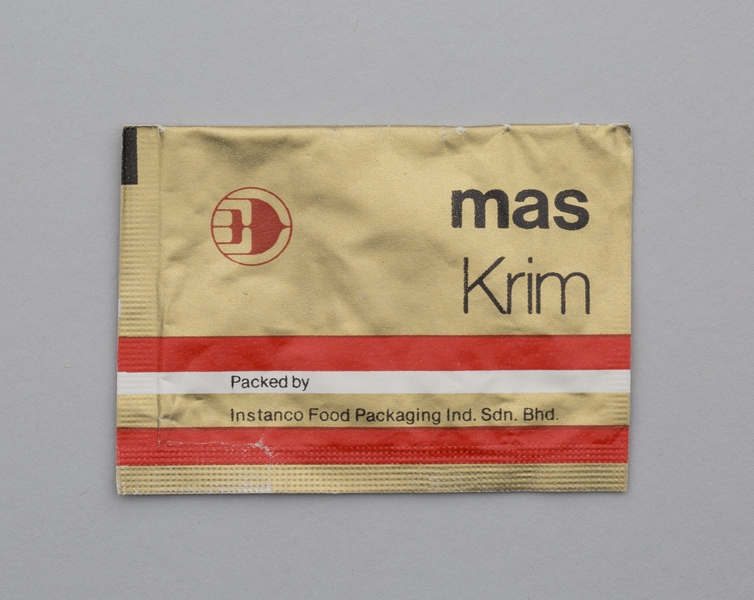 mas
Krim
Packed by
Instanco Food Packaging Ind. Sdn. Bhd.